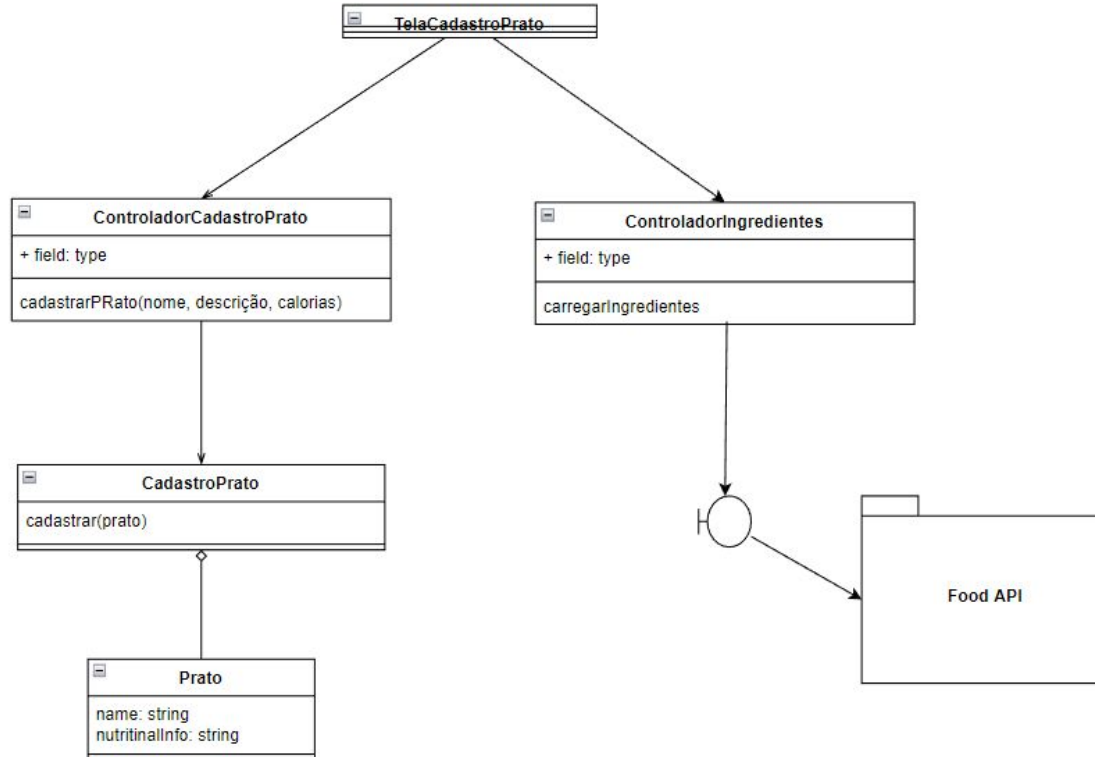 TelaCadastroPrato
ControladorCadastroPrato
+ field: type
cadastrarPRato(nome, descrição, calorias)
ControladorIngredientes
+ field: type
carregarIngredientes
CadastroPrato
cadastrar(prato)
Food API
Prato
name: string
nutritinalInfo: string